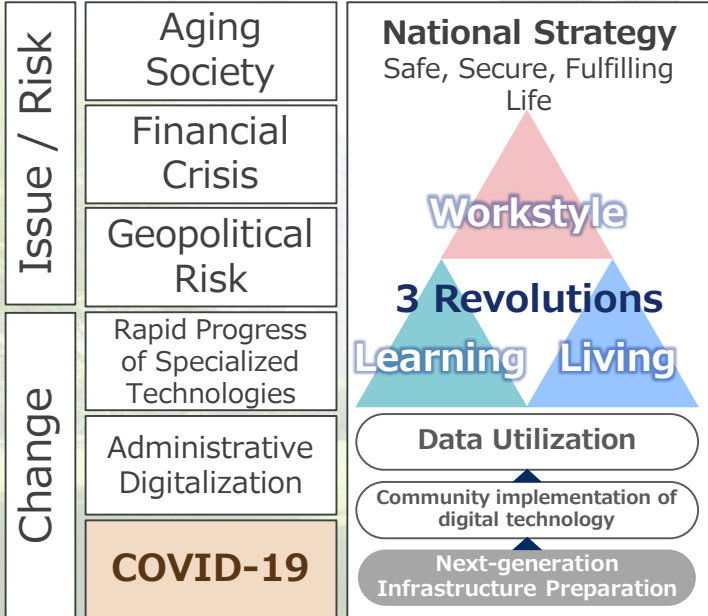 Issue / Risk
Aging
Society
Financial
Crisis
Geopolitical
Risk
Change
Rapid Progress
of Specialized
Technologies
Administrative
Digitalization
COVID-19
National Strategy
Safe, Secure, Fulfilling
Life
Workstyle
3 Revolutions
Learning
Living
Data Utilization
Community implementation of
digital technology
Next-generation
Infrastructure Preparation